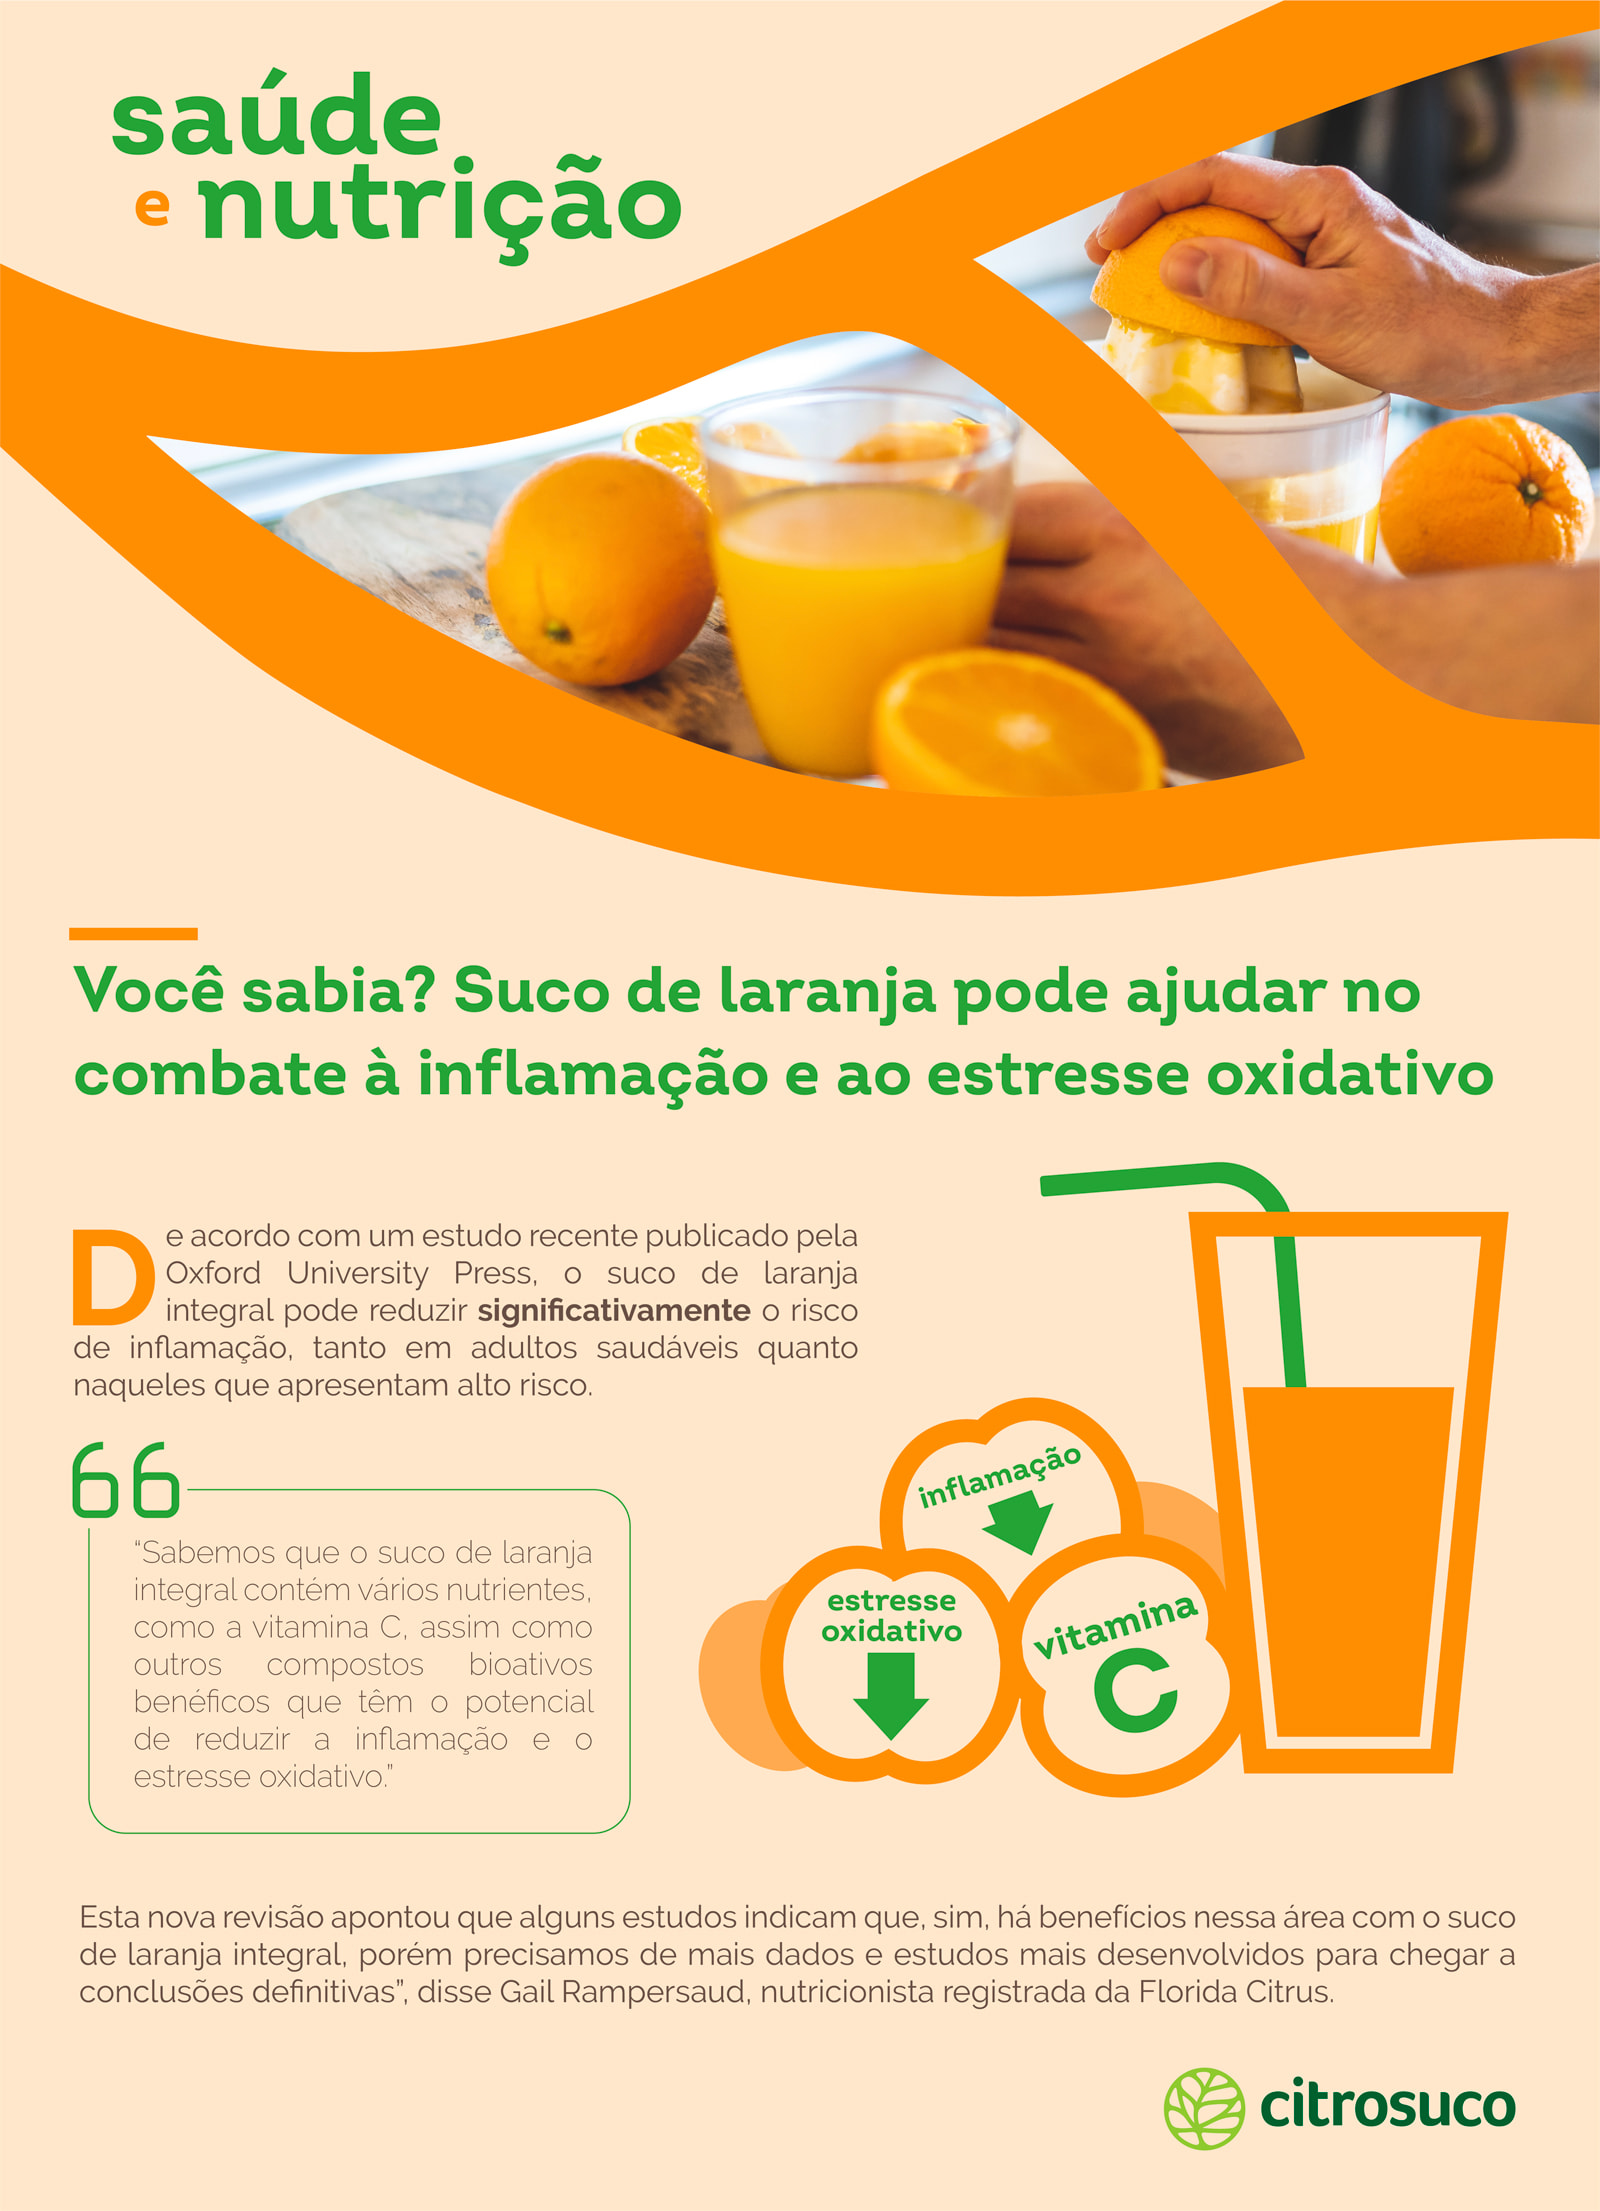 saúde
e nutrição
Você sabia? Suco de laranja pode ajudar no
combate à inflamação e ao estresse oxidativo
De acordo com um estudo recente publicado pela
Oxford University Press, o suco de laranja
integral pode reduzir significativamente o risco
de inflamação, tanto em adultos saudáveis quanto
naqueles que apresentam alto risco.
“Sabemos que o suco de laranja
integral contém vários nutrientes,
como a vitamina C, assim como
outros compostos bioativos
benéficos que têm o potencial
de reduzir a inflamação e o
estresse oxidativo.”
inflamação
estresse
oxidativo
vitamina
C
Esta nova revisão apontou que alguns estudos indicam que, sim, há benefícios nessa área com o suco
de laranja integral, porém precisamos de mais dados e estudos mais desenvolvidos para chegar a
conclusões definitivas”, disse Gail Rampersaud, nutricionista registrada da Florida Citrus.
citrosuco